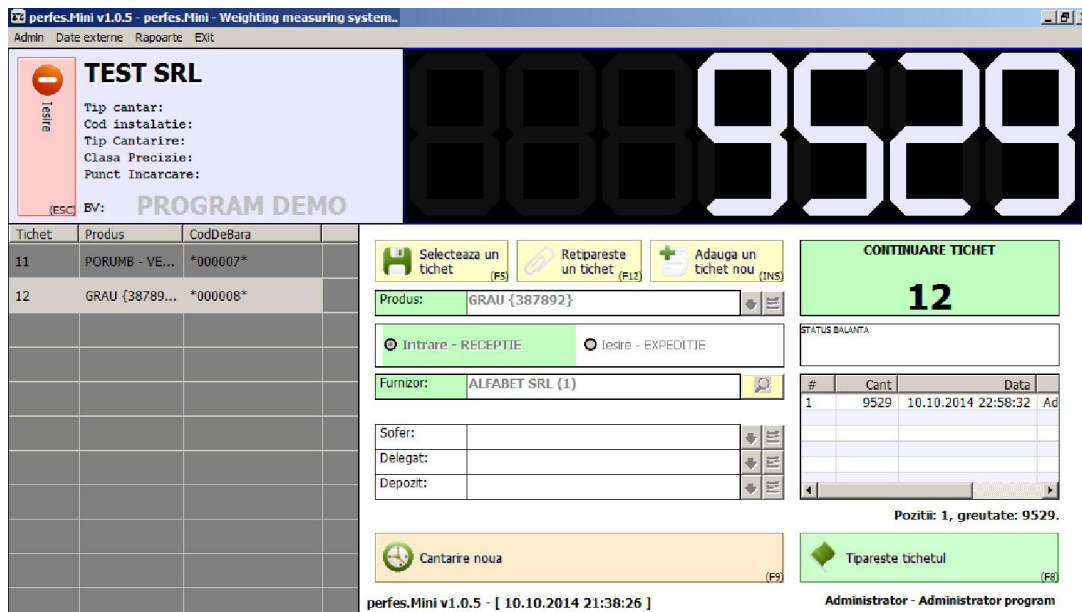 perfes.Mini v1.0.5 - perfes.Mini - Weighting measuring system..
Admin Date externe Rapoarte EXit
Iesire
(ESC)
TEST SRL
Tip cantar:
Cod instalatie:
Tip Cantarire:
Clasa Precizie:
Punct Incarcare:
BV: PROGRAM DEMO
9529
Tichet Produs CodDeBara
11 PORUMB - VE... *000007*
12 GRAU {38789... *000008*
Selecteaza un tichet (F5)
Retipareste un tichet (F12)
Adauga un tichet nou (INS)
Produs: GRAU {387892}
Intrare - RECEPTIE Iesire - EXPEDITIE
Furnizor: ALFABET SRL (1)
Sofer:
Delegat:
Depozit:
Cantarire noua (F9)
CONTINUARE TICHET
12
STATUS BALANTA
# Cant Data
1 9529 10.10.2014 22:58:32 Ad
Pozitii: 1, greutate: 9529.
Tipareste tichetul (F8)
perfes.Mini v1.0.5 - [ 10.10.2014 21:38:26 ]
Administrator - Administrator program